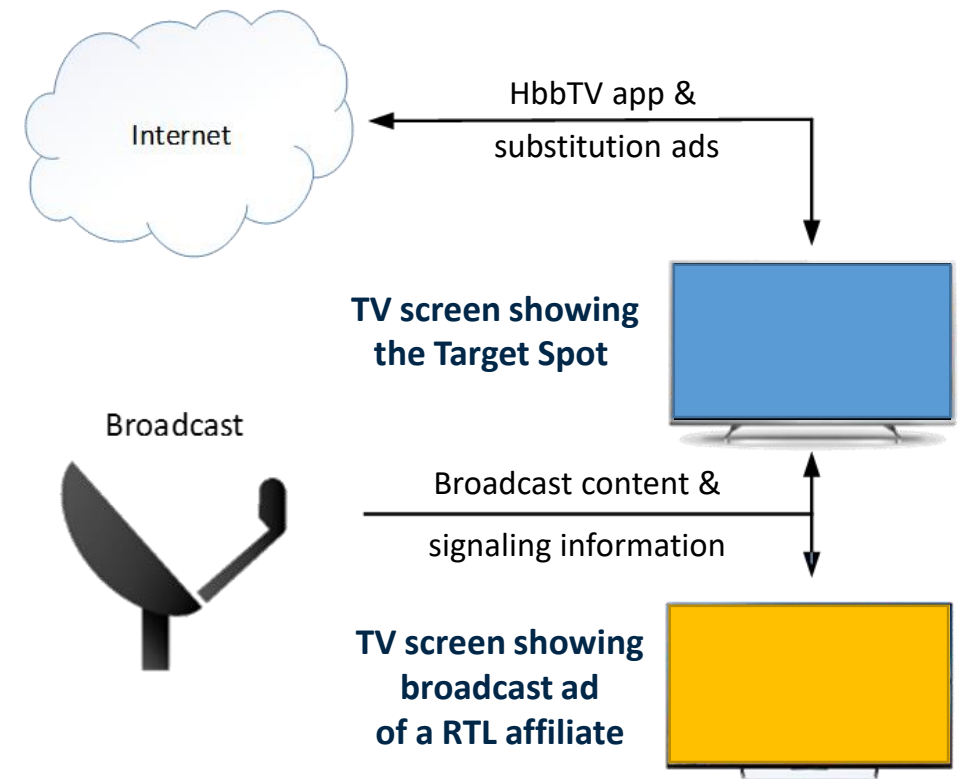 HbbTV app &
substitution ads
Internet
TV screen showing
the Target Spot
Broadcast
Broadcast content &
signaling information
TV screen showing
broadcast ad
of a RTL affiliate